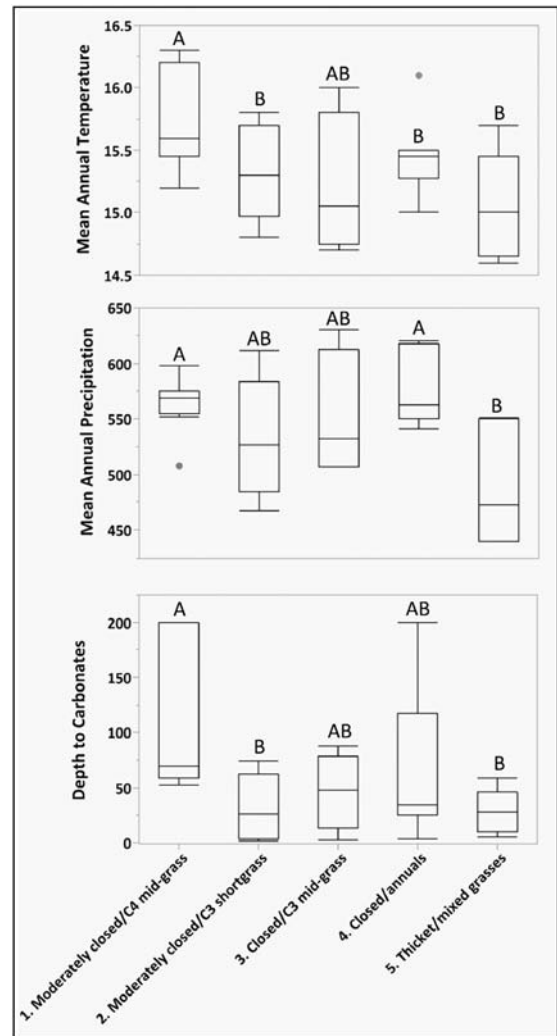 Mean Annual Temperature
16.5
16.0
15.5
15.0
14.5
A
B
AB
B
B
Mean Annual Precipitation
650
600
550
500
450
A
AB
AB
A
B
Depth to Carbonates
200
150
100
50
0
A
B
AB
AB
B
1. Moderately closed/C4 mid-grass
2. Moderately closed/C3 shortgrass
3. Closed/C3 mid-grass
4. Closed/annuals
5. Thicket/mixed grasses